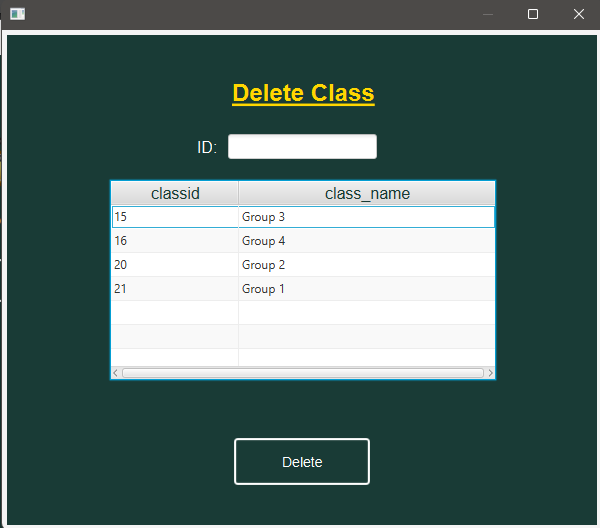 Delete Class
ID:
classid class_name
15 Group 3
16 Group 4
20 Group 2
21 Group 1
Delete